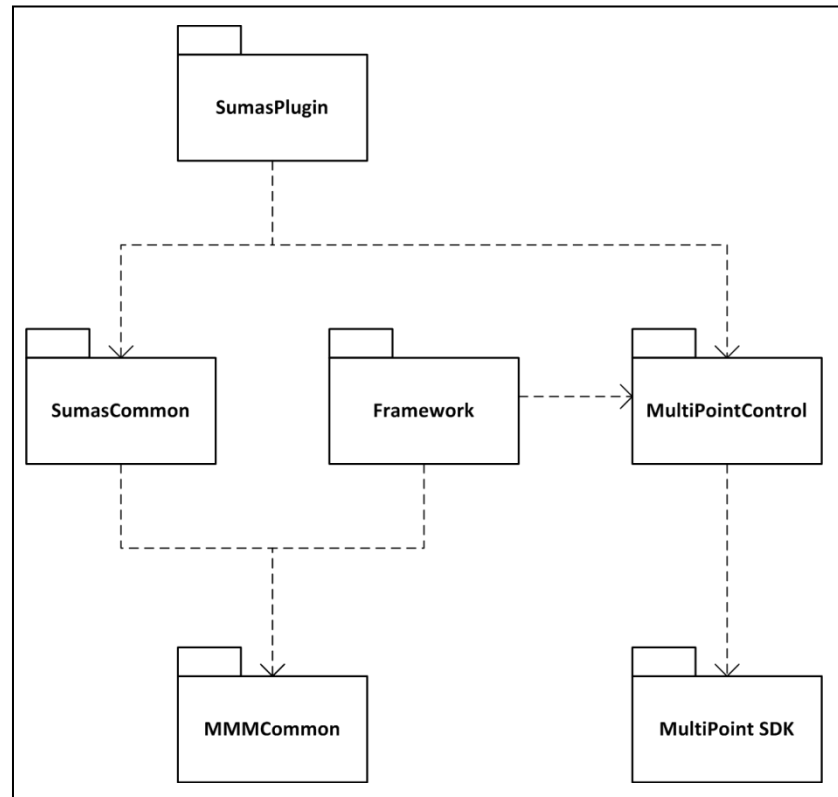 SumasPlugin
SumasCommon
Framework
MultiPointControl
MMMCommon
MultiPoint SDK